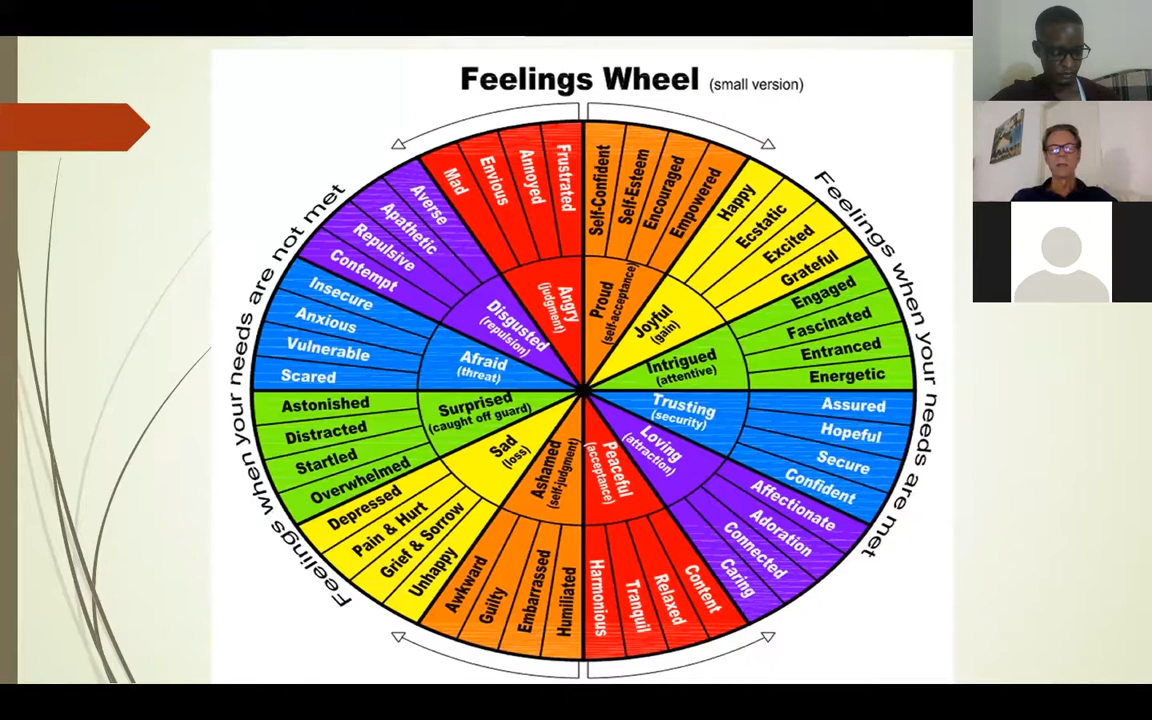 Feelings Wheel (small version)
Feelings when your needs are not met
Feelings when your needs are met
Mad
Envious
Annoyed
Frustrated
Angry
(judgment)
Averse
Apathetic
Repulsive
Contempt
Disgusted
(repulsion)
Insecure
Anxious
Vulnerable
Scared
Afraid
(threat)
Astonished
Distracted
Startled
Overwhelmed
Surprised
(caught off guard)
Depressed
Pain & Hurt
Grief & Sorrow
Unhappy
Sad
(loss)
Awkward
Guilty
Embarrassed
Humiliated
Ashamed
(self-judgment)
Self-Confident
Self-Esteem
Encouraged
Empowered
Proud
(self-acceptance)
Happy
Ecstatic
Excited
Grateful
Joyful
(gain)
Engaged
Fascinated
Entranced
Energetic
Intrigued
(attentive)
Assured
Hopeful
Secure
Confident
Trusting
(security)
Affectionate
Adoration
Connected
Caring
Loving
(attraction)
Content
Relaxed
Tranquil
Harmonious
Peaceful
(acceptance)